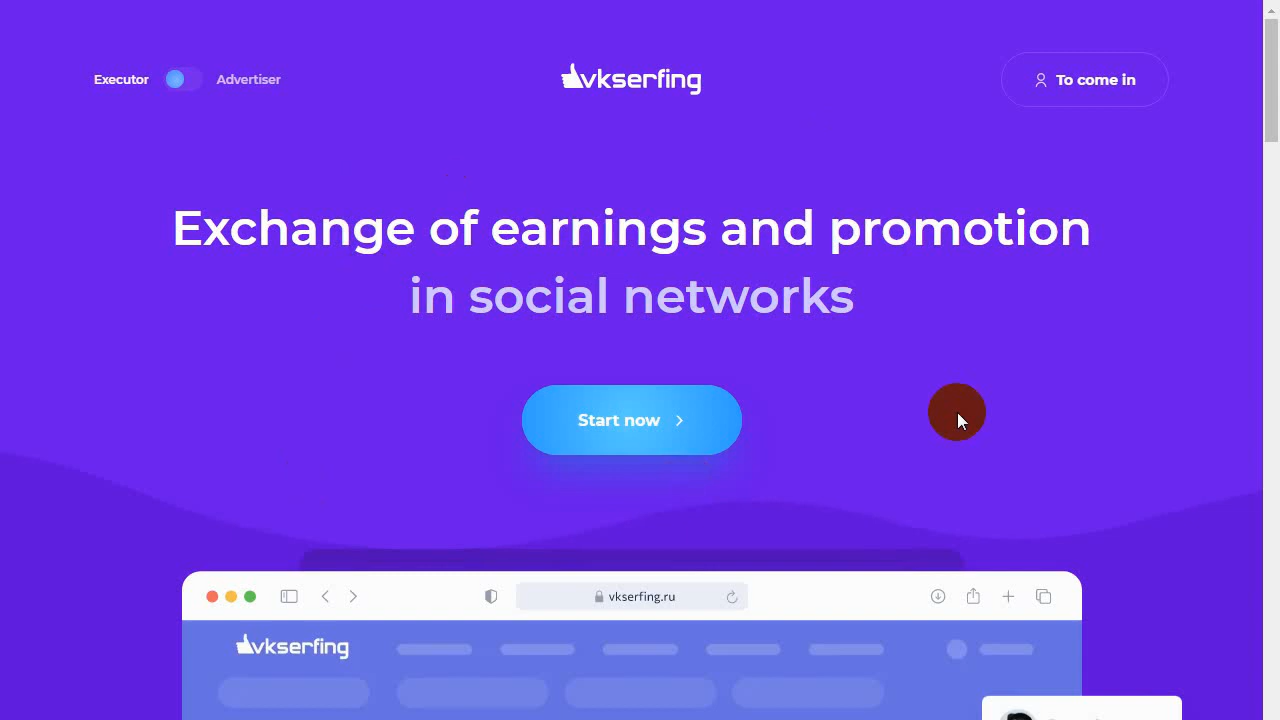 Executor
Advertiser
vkserfing
To come in
Exchange of earnings and promotion
in social networks
Start now
vkserfing.ru
vkserfing